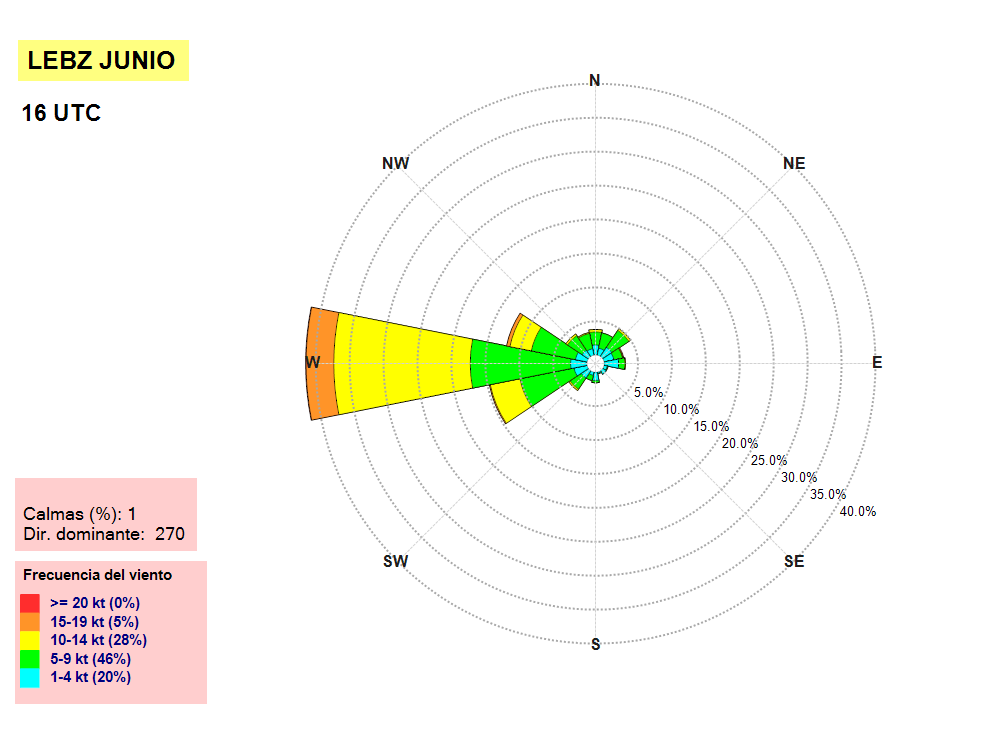 LEBZ JUNIO
16 UTC
N
NW
NE
W
E
5.0%
10.0%
15.0%
20.0%
25.0%
30.0%
35.0%
40.0%
SW
SE
S
Calmas (%): 1
Dir. dominante: 270
Frecuencia del viento
>= 20 kt (0%)
15-19 kt (5%)
10-14 kt (28%)
5-9 kt (46%)
1-4 kt (20%)